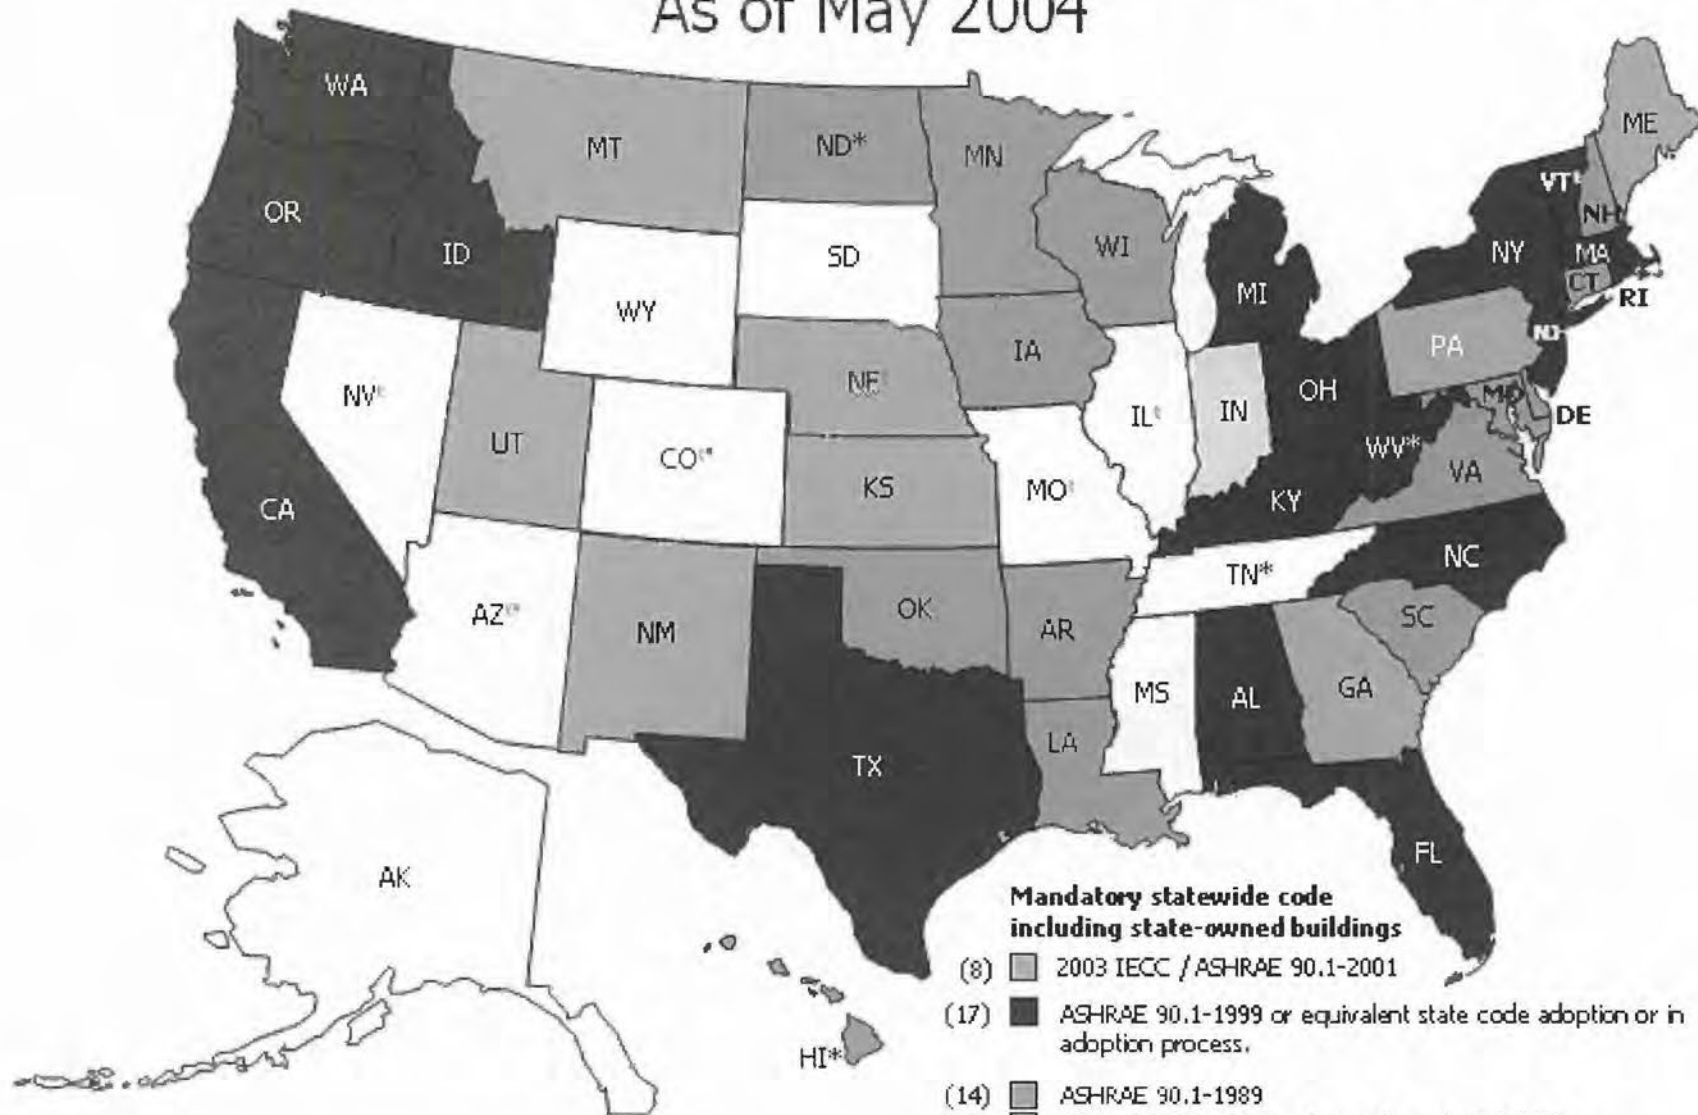 As of May 2004
WA
MT
ND*
MN
ME
VT
NH
OR
ID
SD
WI
NY
MA
CT
RI
MI
WY
IA
PA
NJ
NV
NE
OH
MD
DE
UT
CO
IL
IN
WV*
VA
KS
MO
KY
CA
NC
TN*
AZ
NM
OK
AR
SC
MS
AL
GA
LA
TX
FL
AK
HI*
Mandatory statewide code
including state-owned buildings
(8) 2003 IECC / ASHRAE 90.1-2001
(17) ASHRAE 90.1-1999 or equivalent state code adoption or in
adoption process.
(14) ASHRAE 90.1-1989